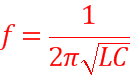 f = 1 / (2π√LC)